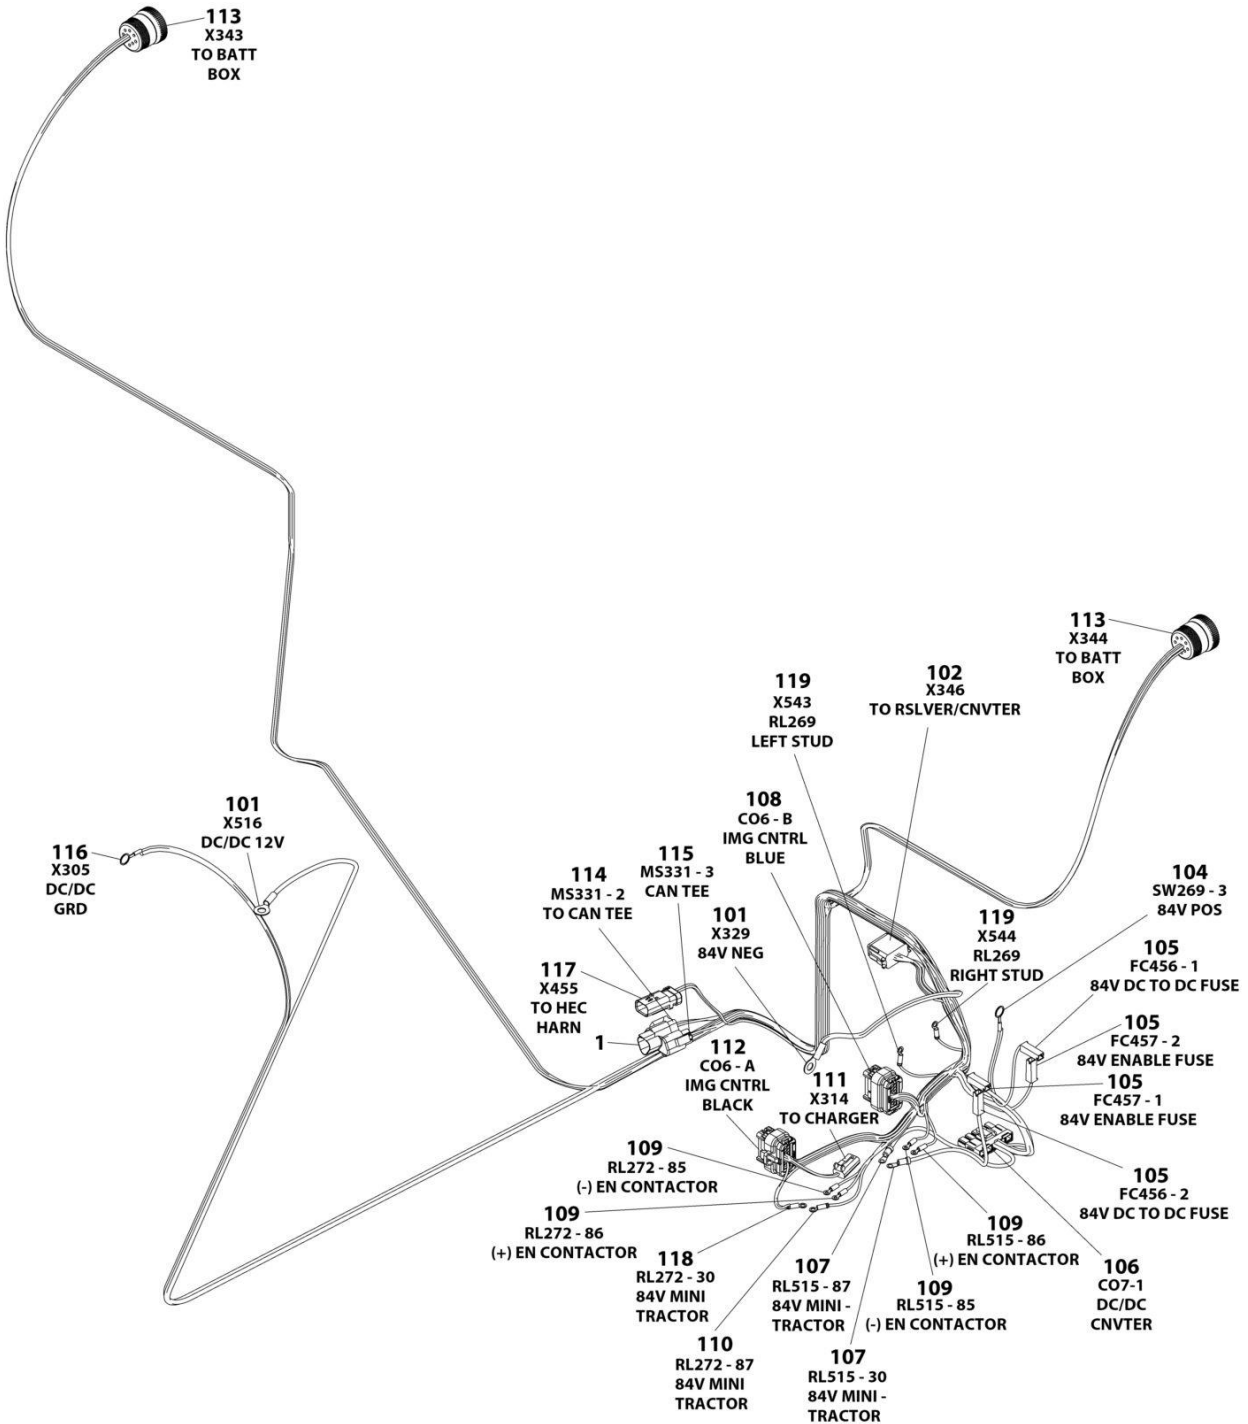 113
X343
TO BATT
BOX
113
X344
TO BATT
BOX
119
X543
RL269
LEFT STUD
102
X346
TO RSLVER/CNVTER
101
X516
DC/DC 12V
108
CO6 - B
IMG CNTRL
BLUE
116
X305
DC/DC
GRD
114
MS331 - 2
TO CAN TEE
115
MS331 - 3
CAN TEE
101
X329
84V NEG
104
SW269 - 3
84V POS
119
X544
RL269
RIGHT STUD
105
FC456 - 1
84V DC TO DC FUSE
117
X455
TO HEC
HARN
1
105
FC457 - 2
84V ENABLE FUSE
112
CO6 - A
IMG CNTRL
BLACK
111
X314
TO CHARGER
105
FC457 - 1
84V ENABLE FUSE
109
RL272 - 85
(-) EN CONTACTOR
105
FC456 - 2
84V DC TO DC FUSE
109
RL272 - 86
(+) EN CONTACTOR
109
RL515 - 86
(+) EN CONTACTOR
118
RL272 - 30
84V MINI
TRACTOR
107
RL515 - 87
84V MINI -
TRACTOR
109
RL515 - 85
(-) EN CONTACTOR
106
CO7-1
DC/DC
CNVTER
110
RL272 - 87
84V MINI
TRACTOR
107
RL515 - 30
84V MINI -
TRACTOR